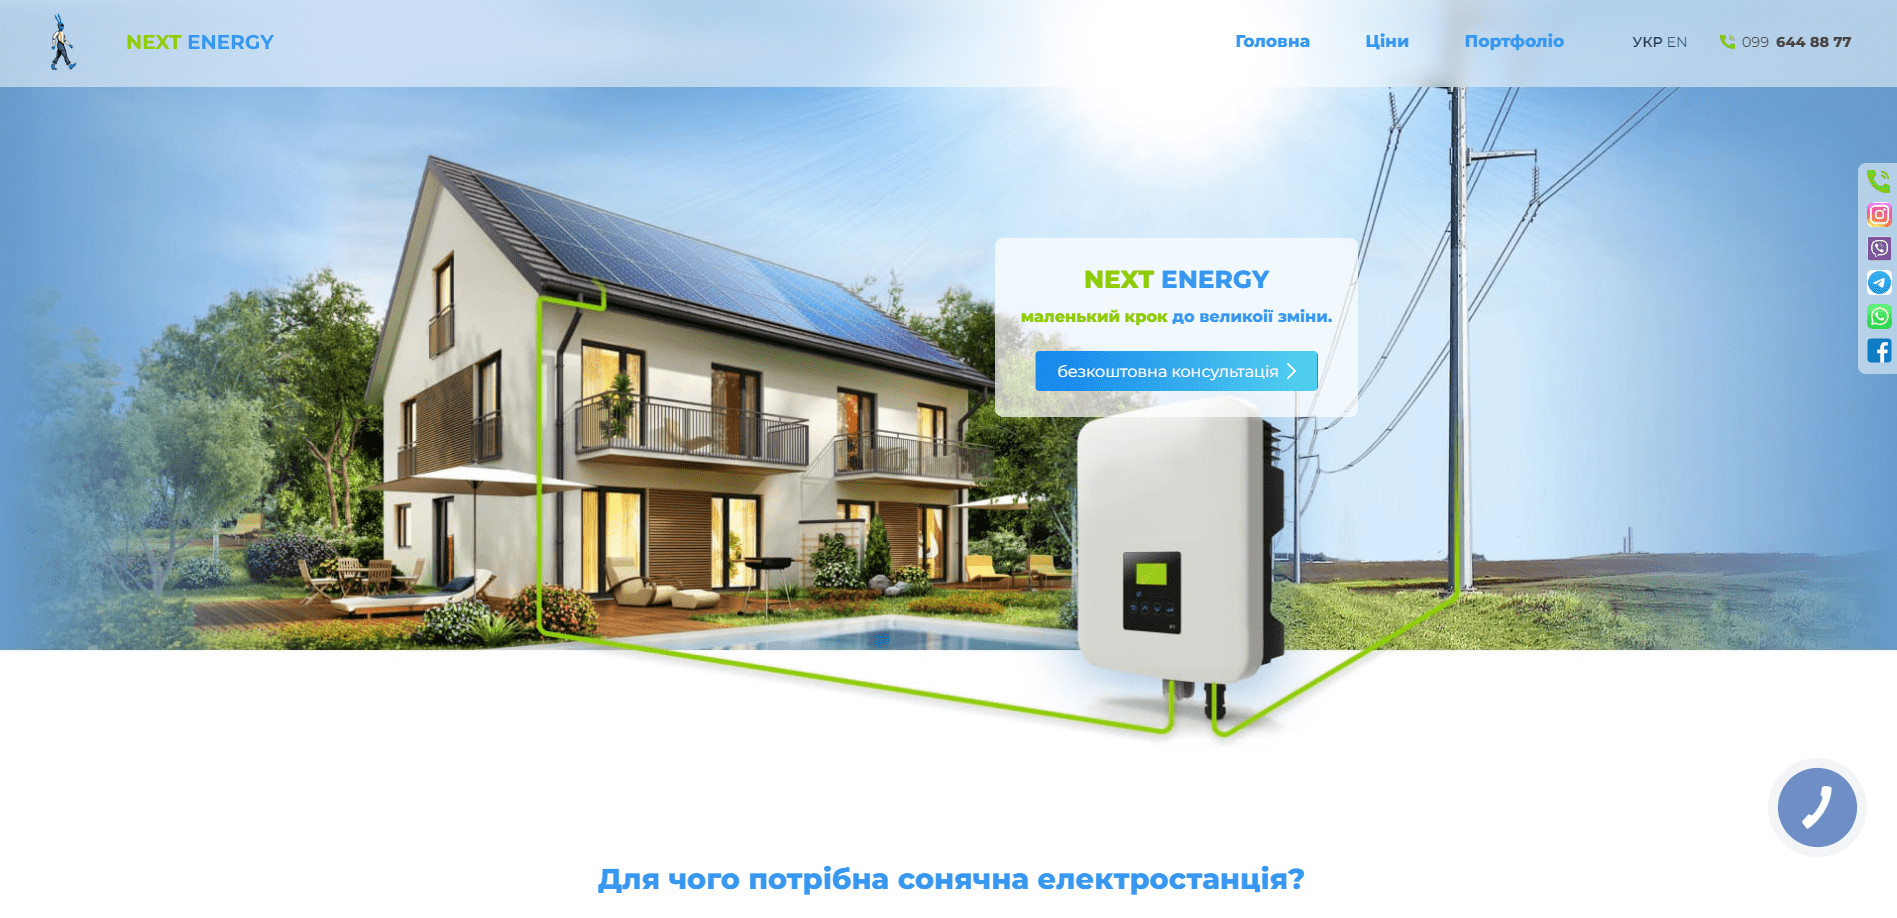 NEXT ENERGY
Головна Ціни Портфоліо УКР EN 099 644 88 77
NEXT ENERGY
маленький крок до великоїї зміни.
безкоштовна консультація
Для чого потрібна сонячна електростанція?